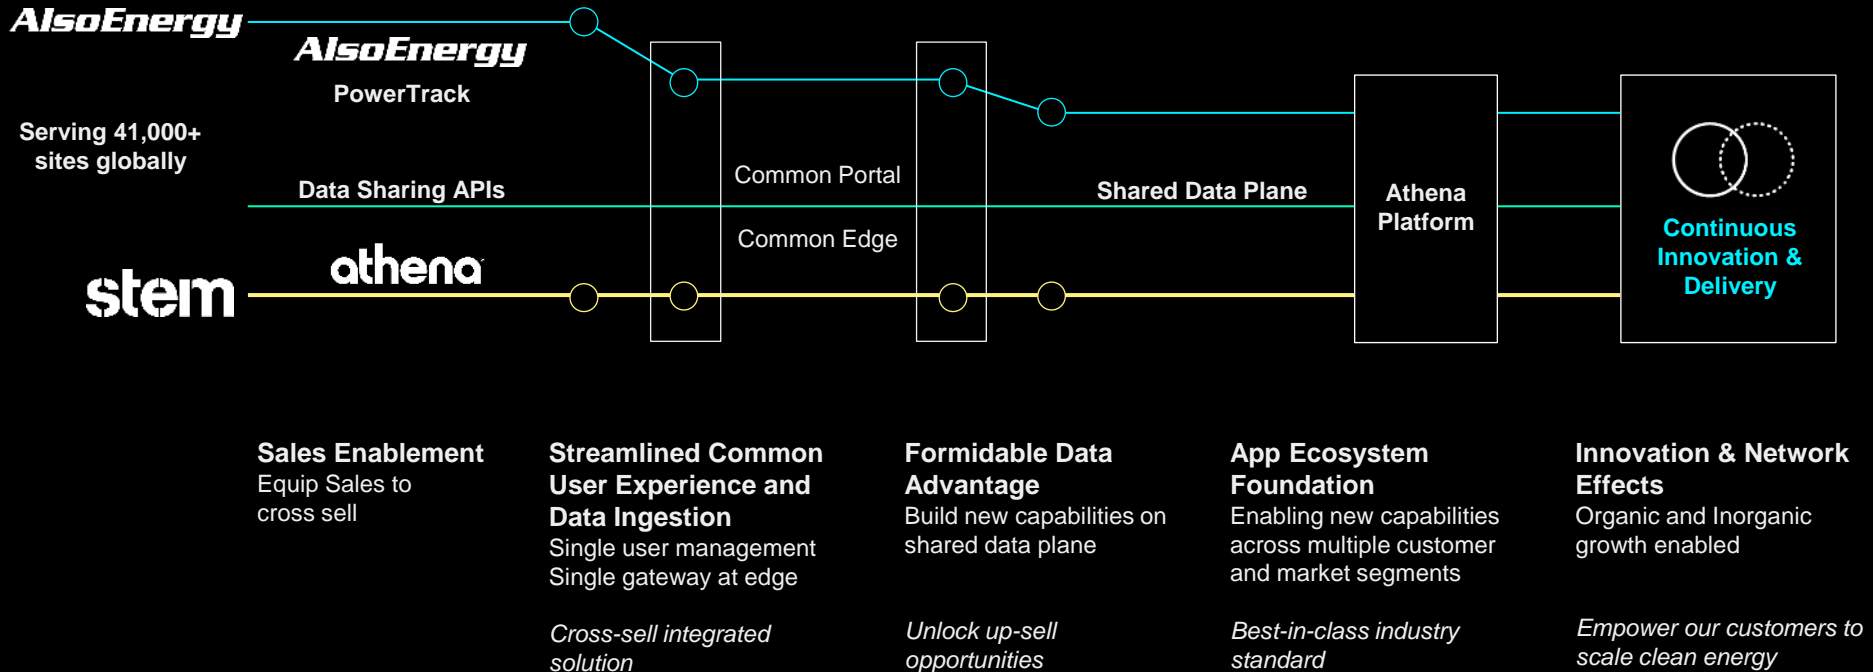 AlsoEnergy
AlsoEnergy
PowerTrack
Serving 41,000+
sites globally
Data Sharing APIs
Common Portal
Common Edge
Shared Data Plane
Athena
Platform
Continuous
Innovation &
Delivery
athena
stem
Sales Enablement
Equip Sales to
cross sell
Streamlined Common
User Experience and
Data Ingestion
Single user management
Single gateway at edge
Cross-sell integrated
solution
Formidable Data
Advantage
Build new capabilities on
shared data plane
Unlock up-sell
opportunities
App Ecosystem
Foundation
Enabling new capabilities
across multiple customer
and market segments
Best-in-class industry
standard
Innovation & Network
Effects
Organic and Inorganic
growth enabled
Empower our customers to
scale clean energy